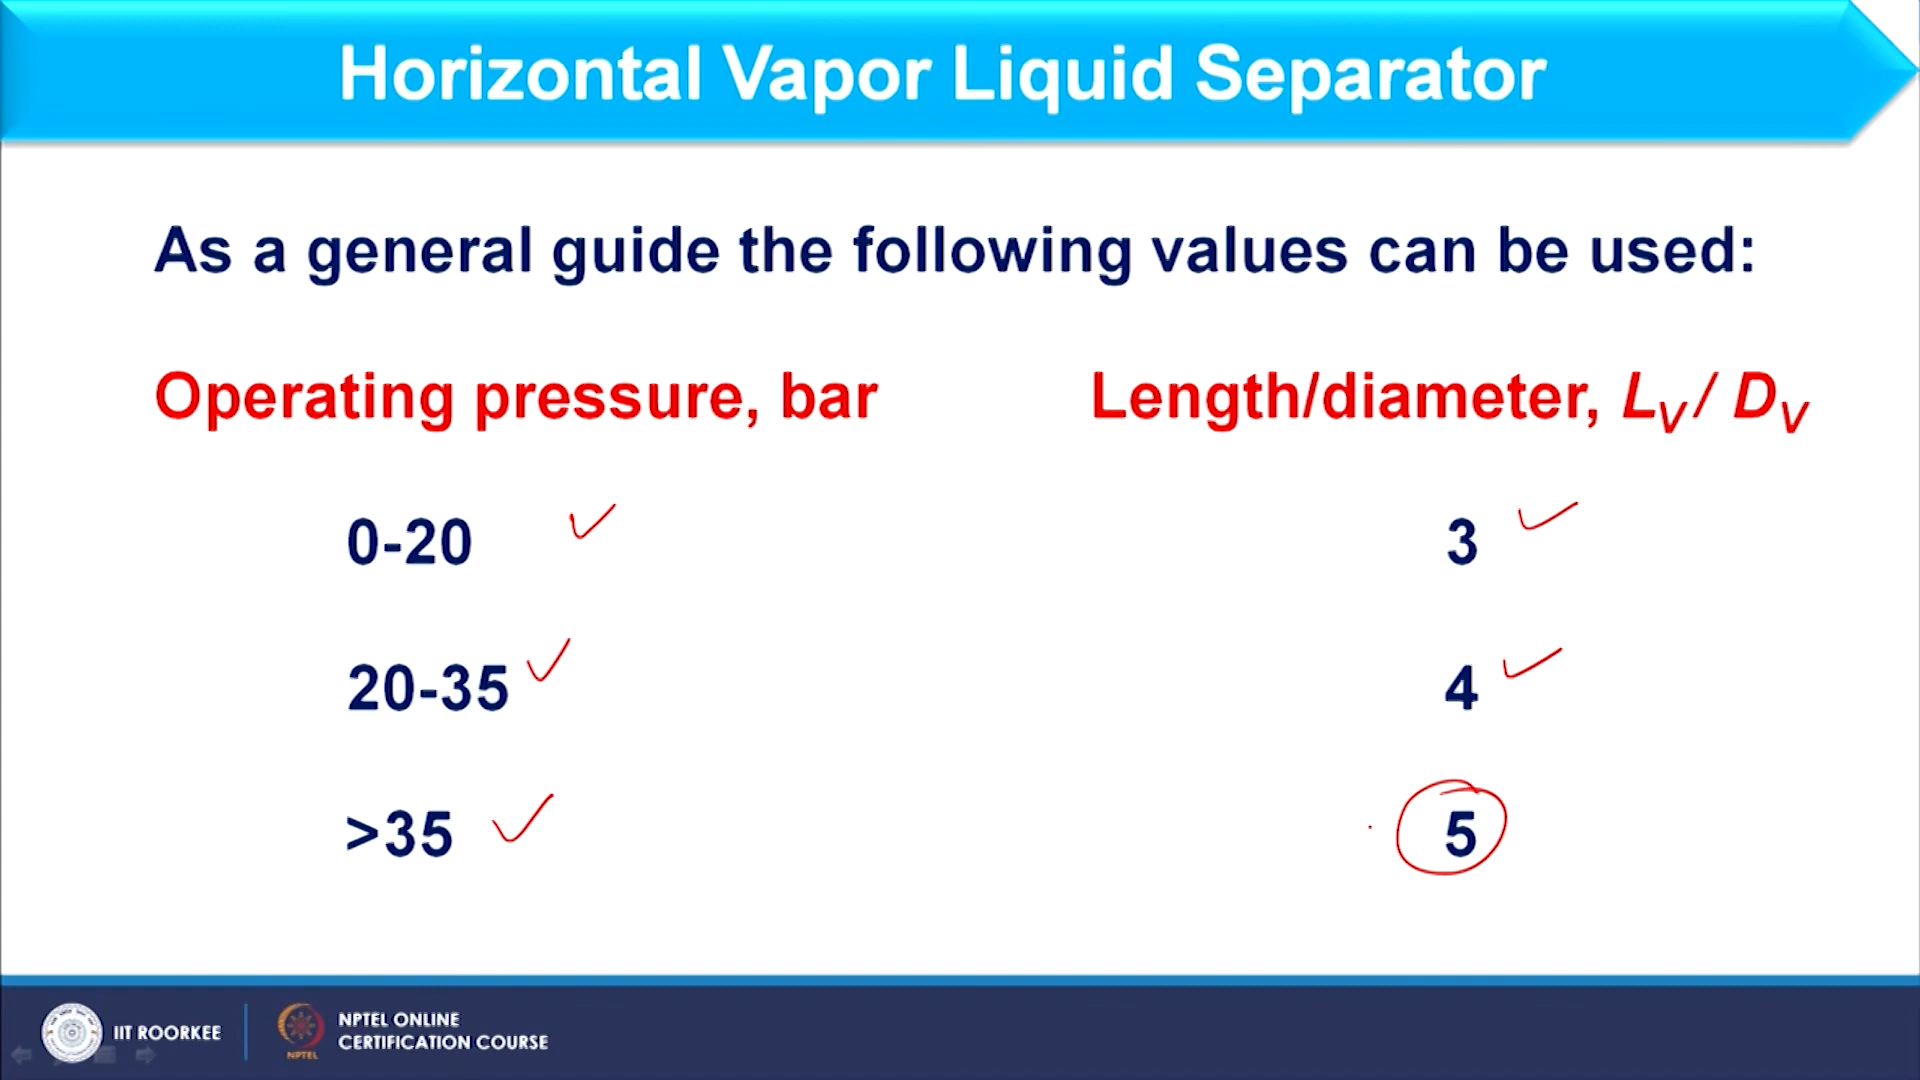 Horizontal Vapor Liquid Separator
As a general guide the following values can be used:
Operating pressure, bar Length/diameter, LV / DV
0-20 3
20-35 4
>35 5
IIT ROORKEE
NPTEL
NPTEL ONLINE
CERTIFICATION COURSE